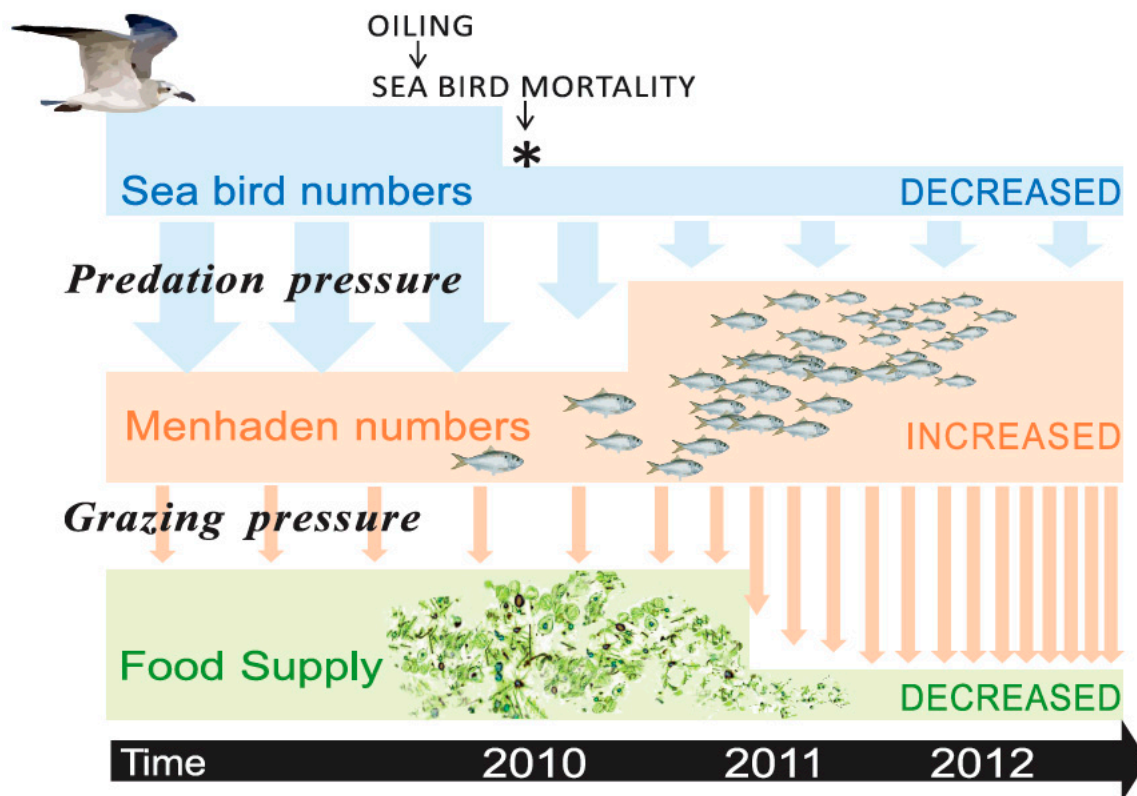 OILING
SEA BIRD MORTALITY
*
Sea bird numbers DECREASED
Predation pressure
Menhaden numbers INCREASED
Grazing pressure
Food Supply DECREASED
Time 2010 2011 2012